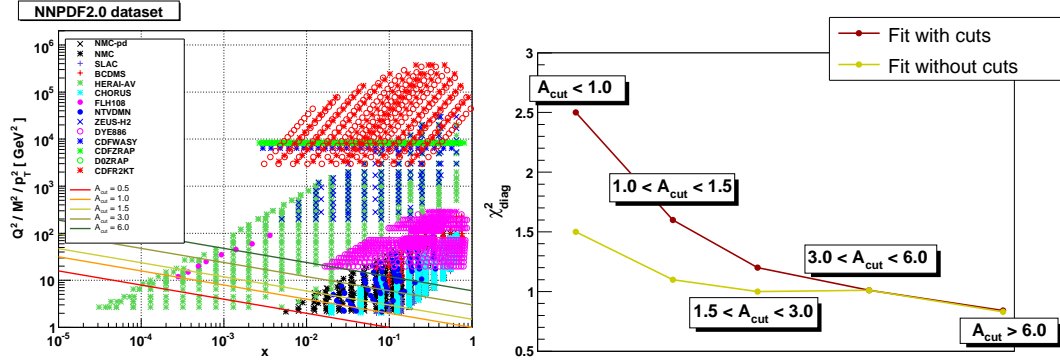 NNPDF2.0 dataset
Q² / M² / p_T² [ GeV² ]
10⁶
10⁵
10⁴
10³
10²
10
1
NMC-pd
NMC
SLAC
BCDMS
HERAI-AV
CHORUS
FLH108
NTVDMN
ZEUS-H2
DYE886
CDFWASY
CDFZRAP
D0ZRAP
CDFR2KT
A_cut = 0.5
A_cut = 1.0
A_cut = 1.5
A_cut = 3.0
A_cut = 6.0
10⁻⁵
10⁻⁴
10⁻³
10⁻²
10⁻¹
1
x
Fit with cuts
Fit without cuts
χ²_diag
3
2.5
2
1.5
1
0.5
A_cut < 1.0
1.0 < A_cut < 1.5
3.0 < A_cut < 6.0
1.5 < A_cut < 3.0
A_cut > 6.0